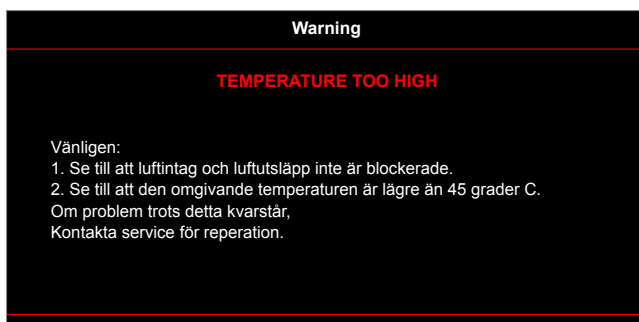 Warning
TEMPERATURE TOO HIGH
Vänligen:
1. Se till att luftintag och luftutsläpp inte är blockerade.
2. Se till att den omgivande temperaturen är lägre än 45 grader C.
Om problem trots detta kvarstår,
Kontakta service för reperation.